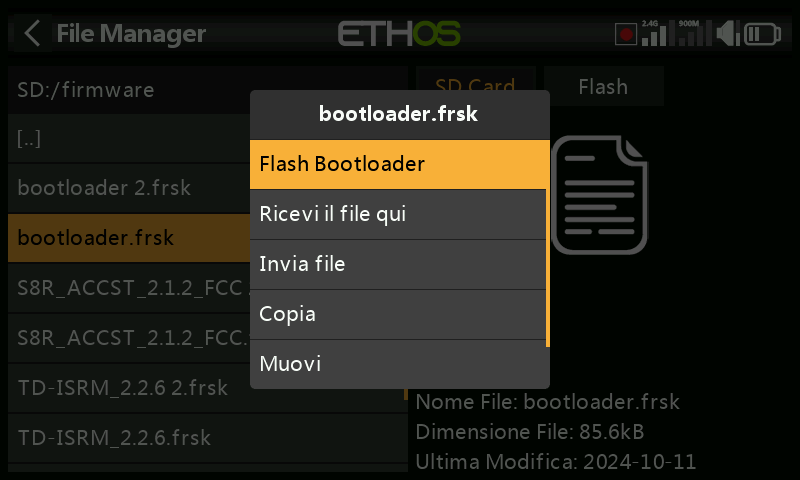 File Manager
ETHOS
2.4G
900M
SD:/firmware
SD Card
Flash
[..]
bootloader 2.frsk
bootloader.frsk
S8R_ACCST_2.1.2_FCC
S8R_ACCST_2.1.2_FCC.
TD-ISRM_2.2.6 2.frsk
TD-ISRM_2.2.6.frsk
bootloader.frsk
Flash Bootloader
Ricevi il file qui
Invia file
Copia
Muovi
Nome File: bootloader.frsk
Dimensione File: 85.6kB
Ultima Modifica: 2024-10-11